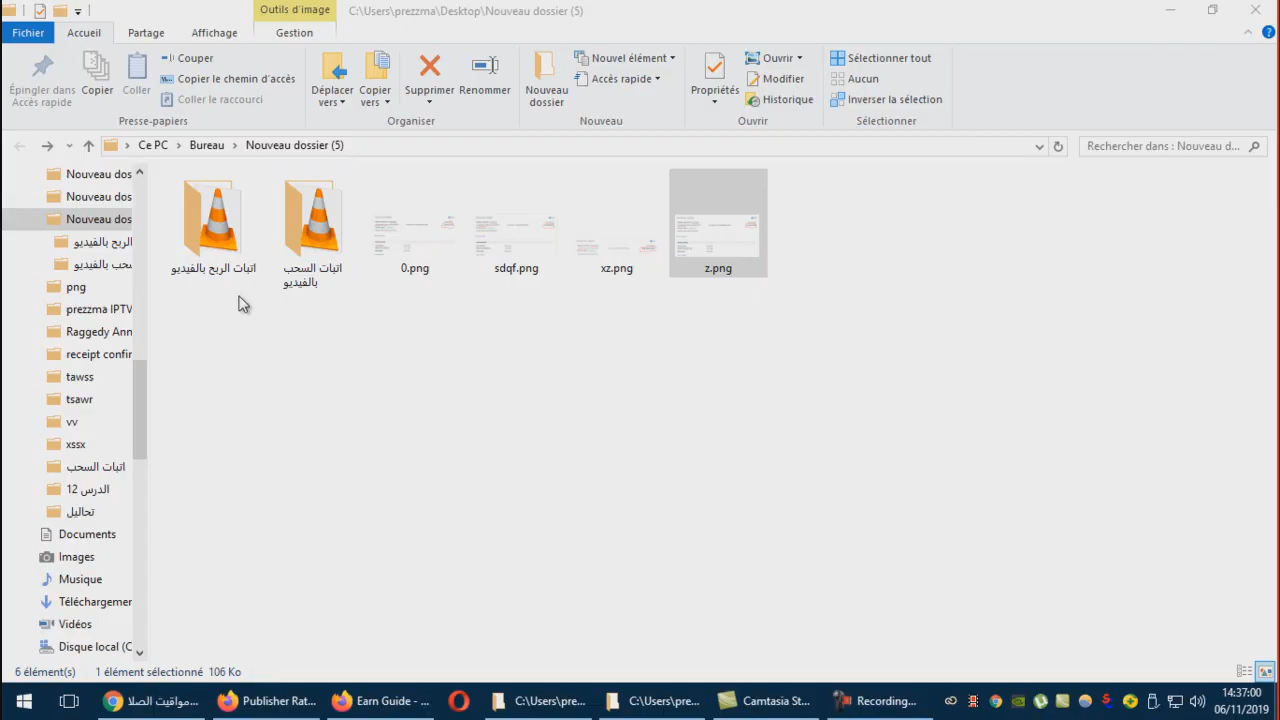 Outils d'image
C:\Users\prezzma\Desktop\Nouveau dossier (5)
Fichier
Accueil
Partage
Affichage
Gestion
Épingler dans
Accès rapide
Copier
Coller
Couper
Copier le chemin d'accès
Coller le raccourci
Presse-papiers
Déplacer
vers
Copier
vers
Supprimer
Renommer
Organiser
Nouveau
dossier
Nouvel élément
Accès rapide
Nouveau
Propriétés
Ouvrir
Modifier
Historique
Ouvrir
Sélectionner tout
Aucun
Inverser la sélection
Sélectionner
Ce PC
Bureau
Nouveau dossier (5)
Rechercher dans : Nouveau d...
Nouveau dos
Nouveau dos
Nouveau dos
الربح بالفيديو
سحب بالفيديو
png
prezzma IPTV
Raggedy Ann
receipt confir
tawss
tsawr
vv
xssx
اتبات السحب
الدرس 12
تحاليل
Documents
Images
Musique
Téléchargemer
Vidéos
Disque local (C
اتبات الربح بالفيديو
اتبات السحب
بالفيديو
0.png
sdqf.png
xz.png
z.png
6 élément(s)
1 élément sélectionné 106 Ko
مواقيت الصلا...
Publisher Rat...
Earn Guide - ...
C:\Users\pre...
C:\Users\pre...
Camtasia St...
Recording...
14:37:00
06/11/2019